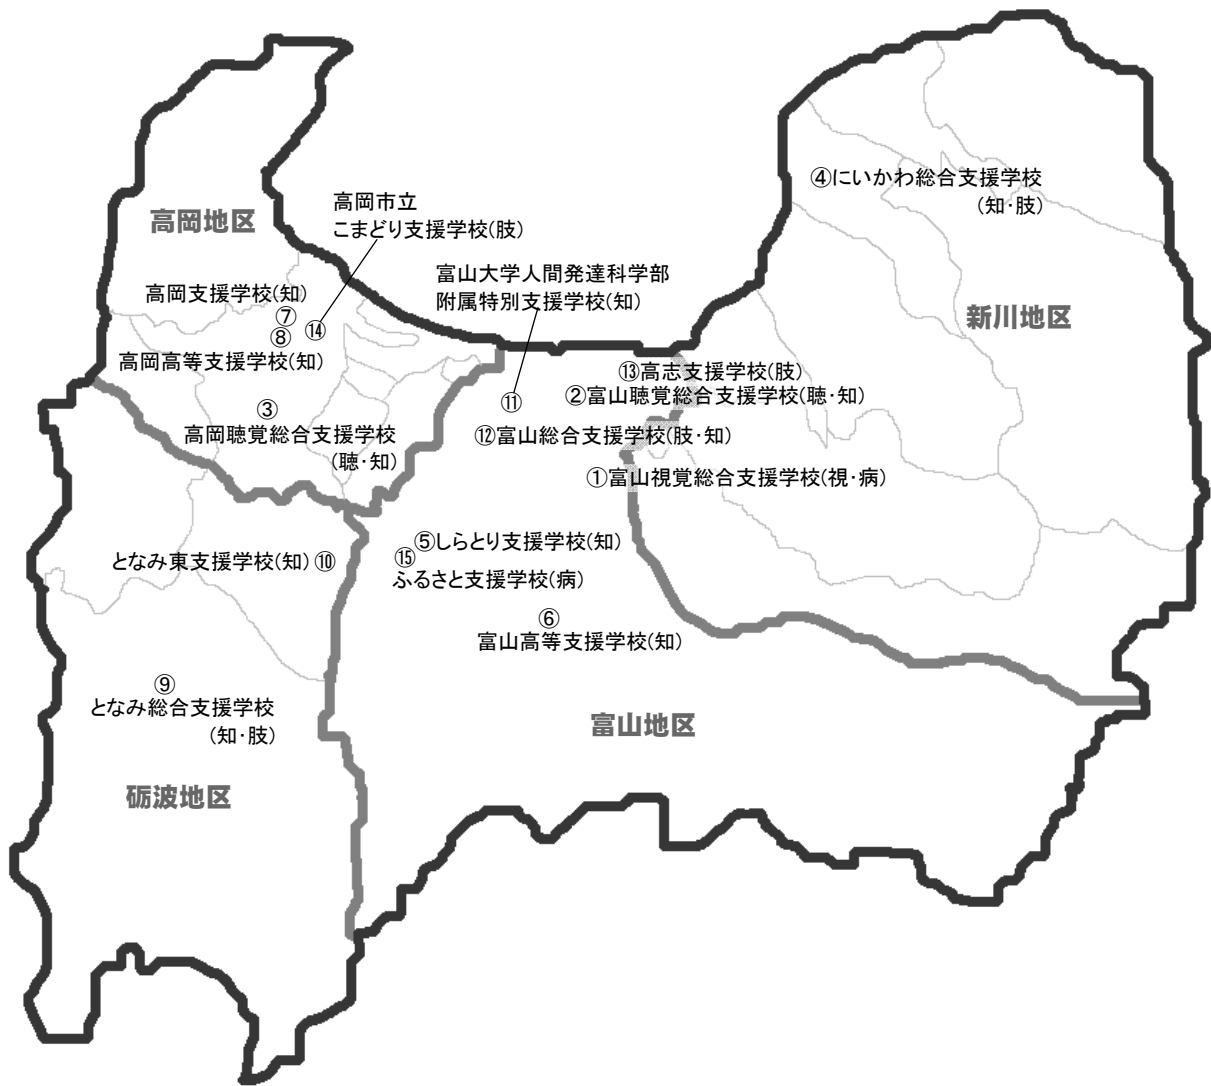 ④にいかわ総合支援学校
(知・肢)
高岡市立
こまどり支援学校(肢)
高岡地区
富山大学人間発達科学部
附属特別支援学校(知)
高岡支援学校(知)
⑦
⑧
⑭
新川地区
高岡高等支援学校(知)
⑬高志支援学校(肢)
②富山聴覚総合支援学校(聴・知)
⑪
③
高岡聴覚総合支援学校
(聴・知)
⑫富山総合支援学校(肢・知)
①富山視覚総合支援学校(視・病)
⑤しらとり支援学校(知)
となみ東支援学校(知)⑩
⑮
ふるさと支援学校(病)
⑥
富山高等支援学校(知)
⑨
となみ総合支援学校
(知・肢)
富山地区
砺波地区